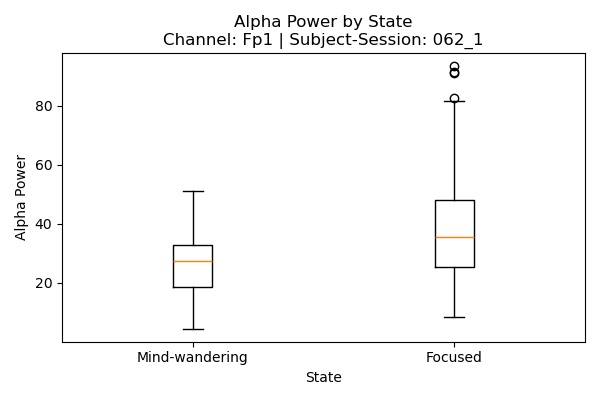 Alpha Power by State
Channel: Fp1 | Subject-Session: 062_1
Alpha Power
80
60
40
20
Mind-wandering
Focused
State